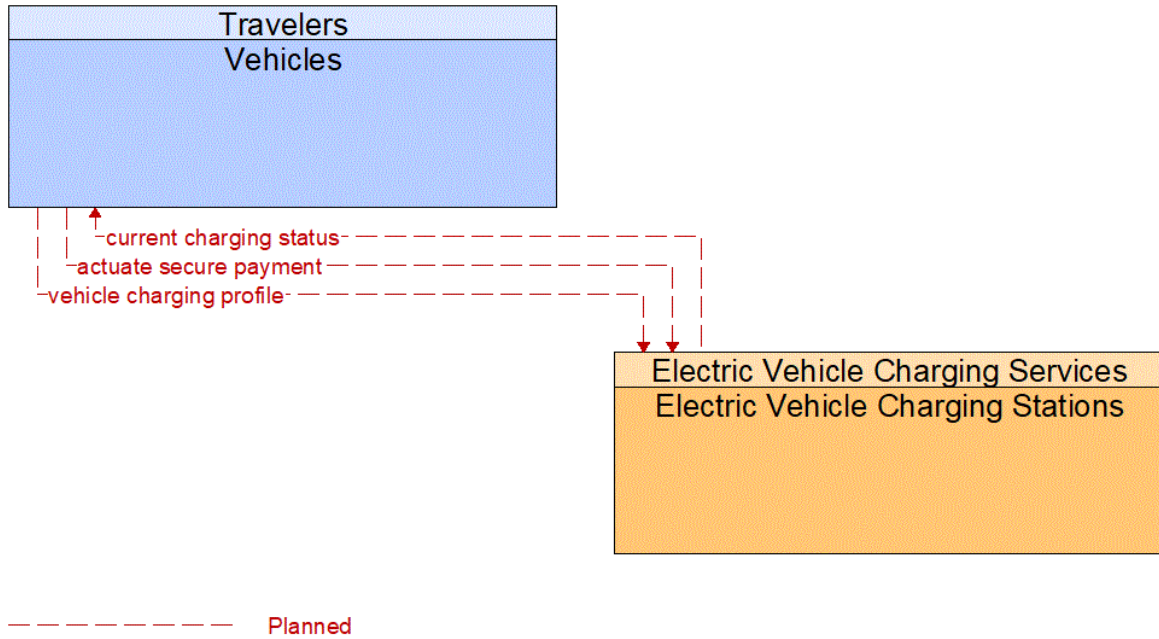 Travelers
Vehicles
current charging status
actuate secure payment
vehicle charging profile
Electric Vehicle Charging Services
Electric Vehicle Charging Stations
Planned